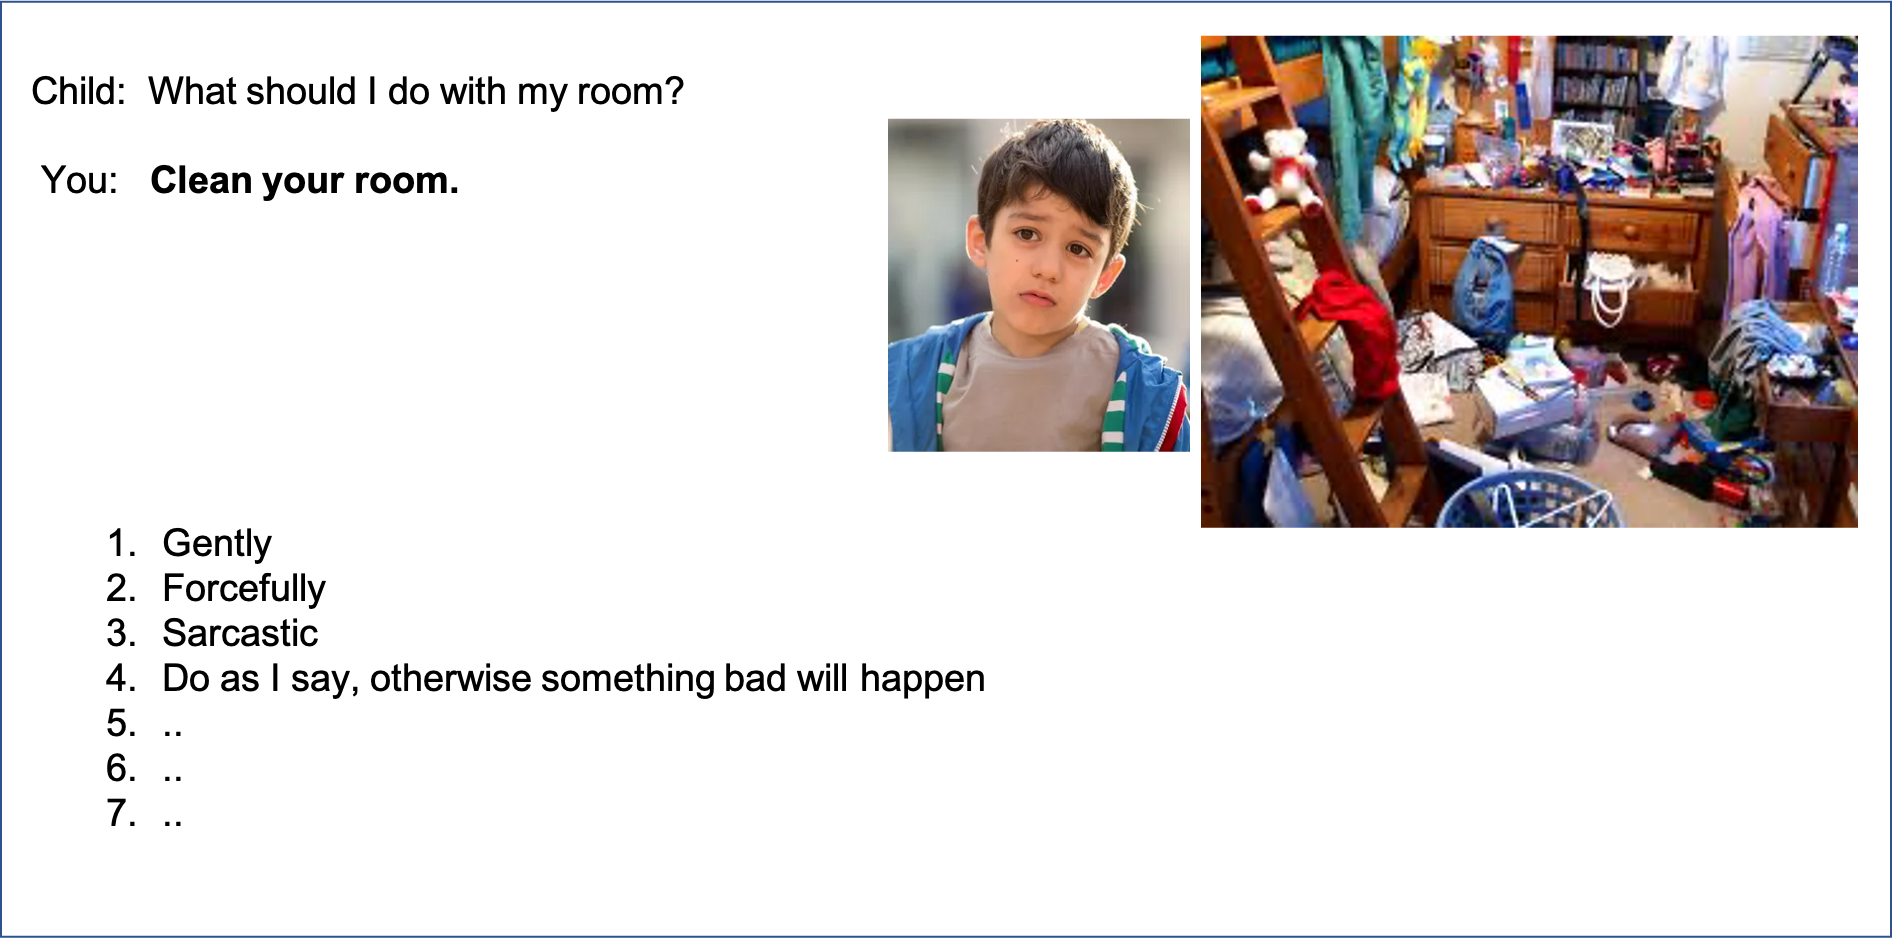 Child: What should I do with my room?
You: Clean your room.
1. Gently
2. Forcefully
3. Sarcastic
4. Do as I say, otherwise something bad will happen
5. ..
6. ..
7. ..